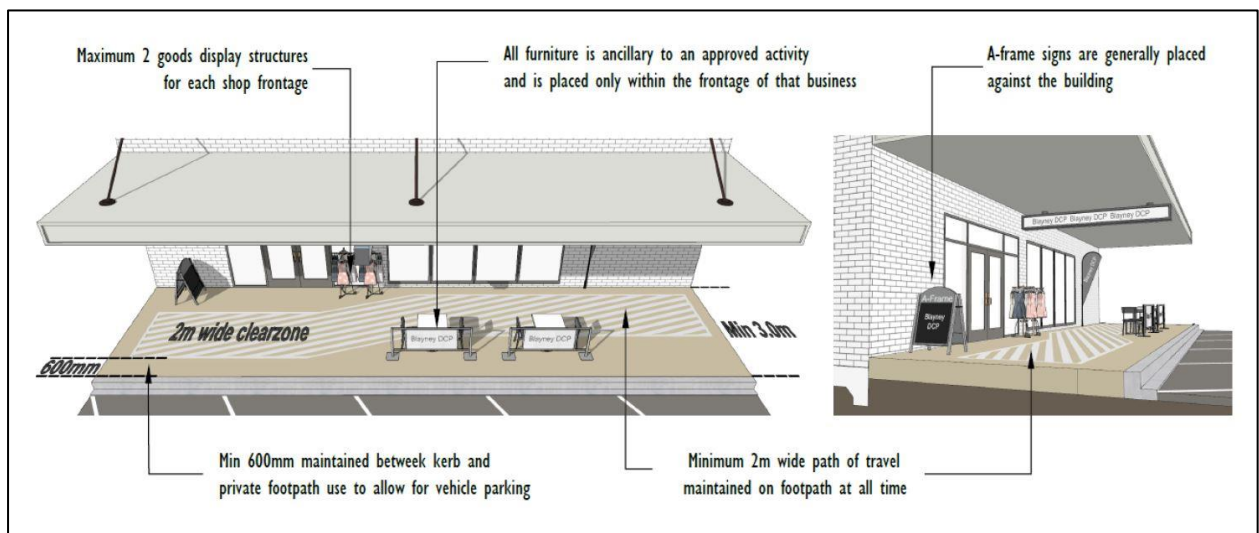 Maximum 2 goods display structures
for each shop frontage
All furniture is ancillary to an approved activity
and is placed only within the frontage of that business
A-frame signs are generally placed
against the building
Blayney DCP Blayney DCP Blayney DCP
Blayney DCP
2m wide clearzone
Blayney DCP
Blayney DCP
Min 3.0m
600mm
A-Frame
Blayney
DCP
Min 600mm maintained betweek kerb and
private footpath use to allow for vehicle parking
Minimum 2m wide path of travel
maintained on footpath at all time